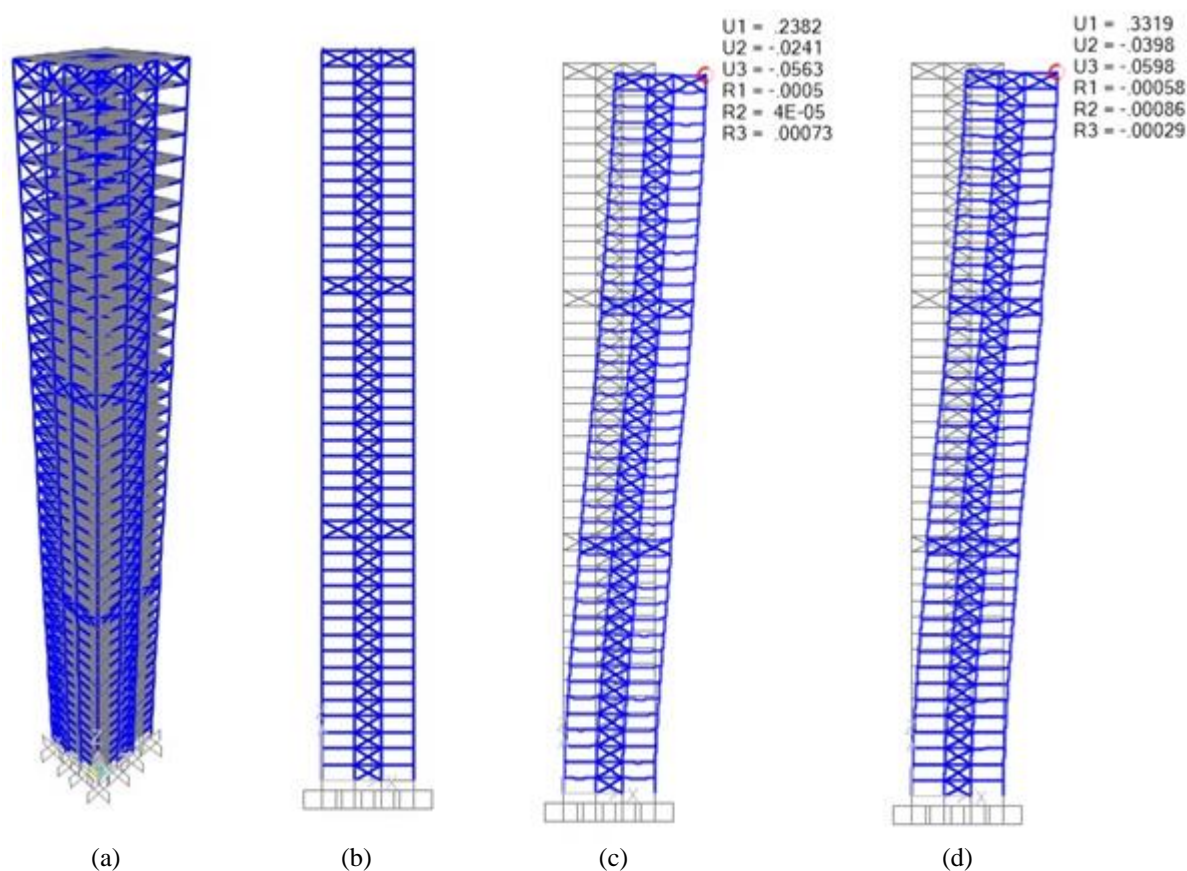 U1 = .2382
U2 = -.0241
U3 = -.0563
R1 = -.0005
R2 = 4E-05
R3 = .00073
U1 = .3319
U2 = -.0398
U3 = -.0598
R1 = -.00058
R2 = -.00086
R3 = -.00029
(a)
(b)
(c)
(d)